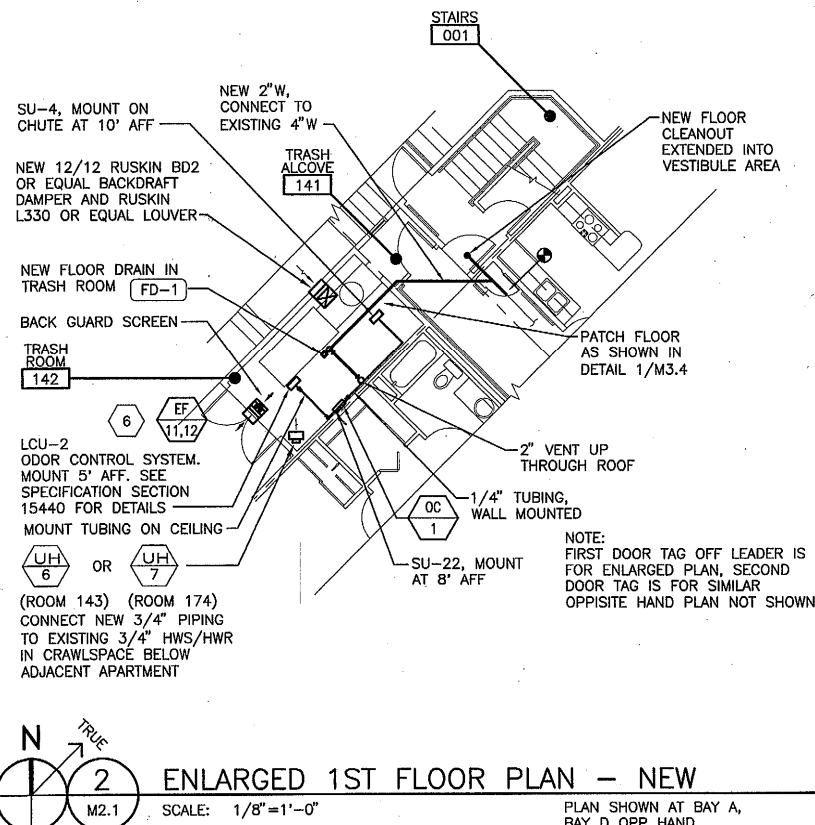 STAIRS
001
SU-4, MOUNT ON
CHUTE AT 10' AFF
NEW 2"W,
CONNECT TO
EXISTING 4"W
NEW FLOOR
CLEANOUT
EXTENDED INTO
VESTIBULE AREA
TRASH
ALCOVE
141
NEW 12/12 RUSKIN BD2
OR EQUAL BACKDRAFT
DAMPER AND RUSKIN
L330 OR EQUAL LOUVER
NEW FLOOR DRAIN IN
TRASH ROOM
FD-1
BACK GUARD SCREEN
TRASH
ROOM
142
PATCH FLOOR
AS SHOWN IN
DETAIL 1/M3.4
6
EF
11,12
LCU-2
ODOR CONTROL SYSTEM.
MOUNT 5' AFF. SEE
SPECIFICATION SECTION
15440 FOR DETAILS
MOUNT TUBING ON CEILING
2" VENT UP
THROUGH ROOF
1/4" TUBING,
WALL MOUNTED
OC
1
SU-22, MOUNT
AT 8' AFF
NOTE:
FIRST DOOR TAG OFF LEADER IS
FOR ENLARGED PLAN, SECOND
DOOR TAG IS FOR SIMILAR
OPPISITE HAND PLAN NOT SHOWN
UH
6
OR
UH
7
(ROOM 143) (ROOM 174)
CONNECT NEW 3/4" PIPING
TO EXISTING 3/4" HWS/HWR
IN CRAWLSPACE BELOW
ADJACENT APARTMENT
N
TRUE
2
M2.1
ENLARGED 1ST FLOOR PLAN - NEW
SCALE: 1/8"=1'-0"
PLAN SHOWN AT BAY A,
BAY D OPP HAND